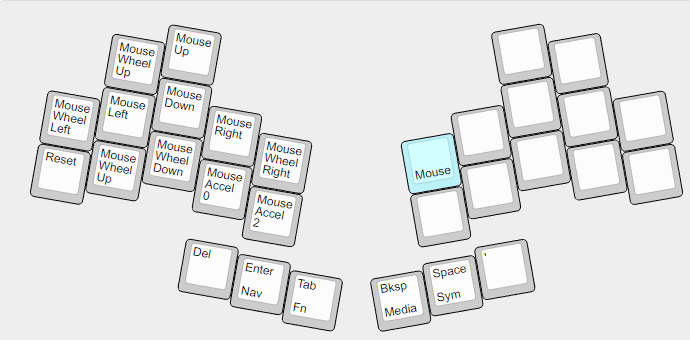 Mouse
Wheel
Up
Mouse
Up
Mouse
Wheel
Left
Mouse
Left
Mouse
Down
Mouse
Right
Mouse
Wheel
Right
Reset
Mouse
Wheel
Up
Mouse
Wheel
Down
Mouse
Accel
0
Mouse
Accel
2
Mouse
Del
Enter
Nav
Tab
Fn
Bksp
Media
Space
Sym
'